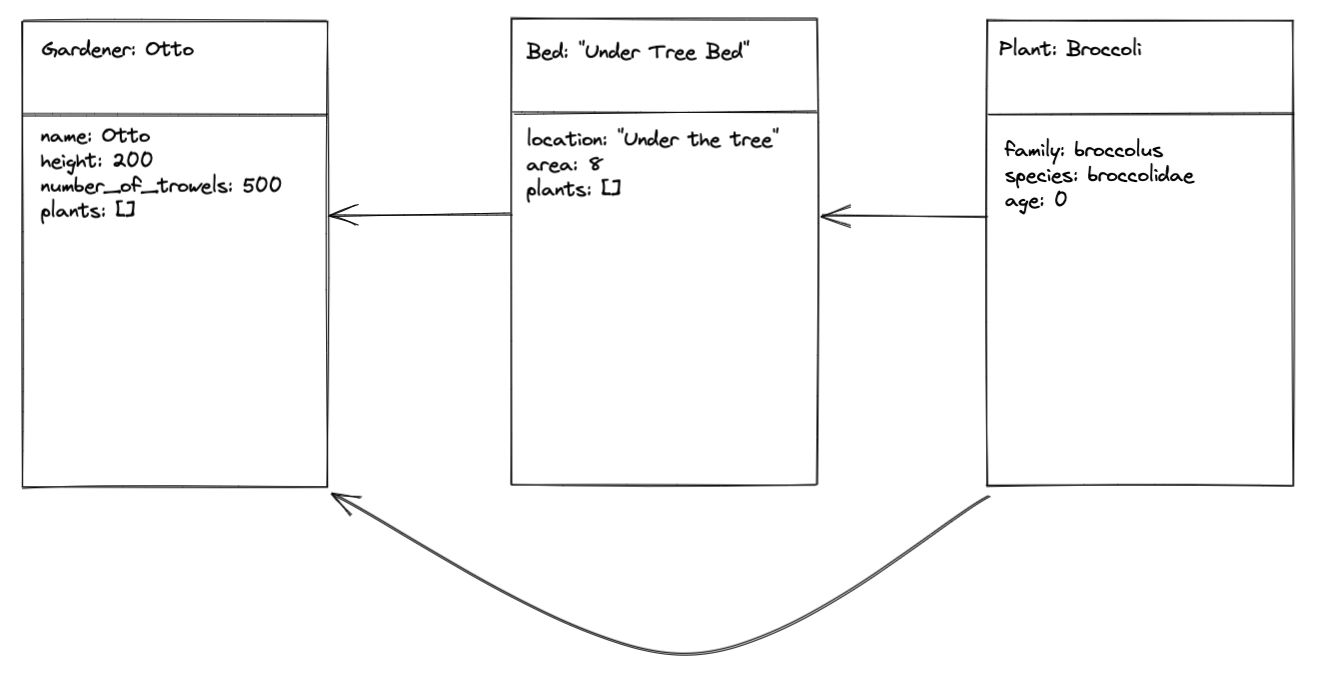 Gardener: Otto
name: Otto
height: 200
number_of_trowels: 500
plants: []
Bed: "Under Tree Bed"
location: "Under the tree"
area: 8
plants: []
Plant: Broccoli
family: broccolus
species: broccolidae
age: 0